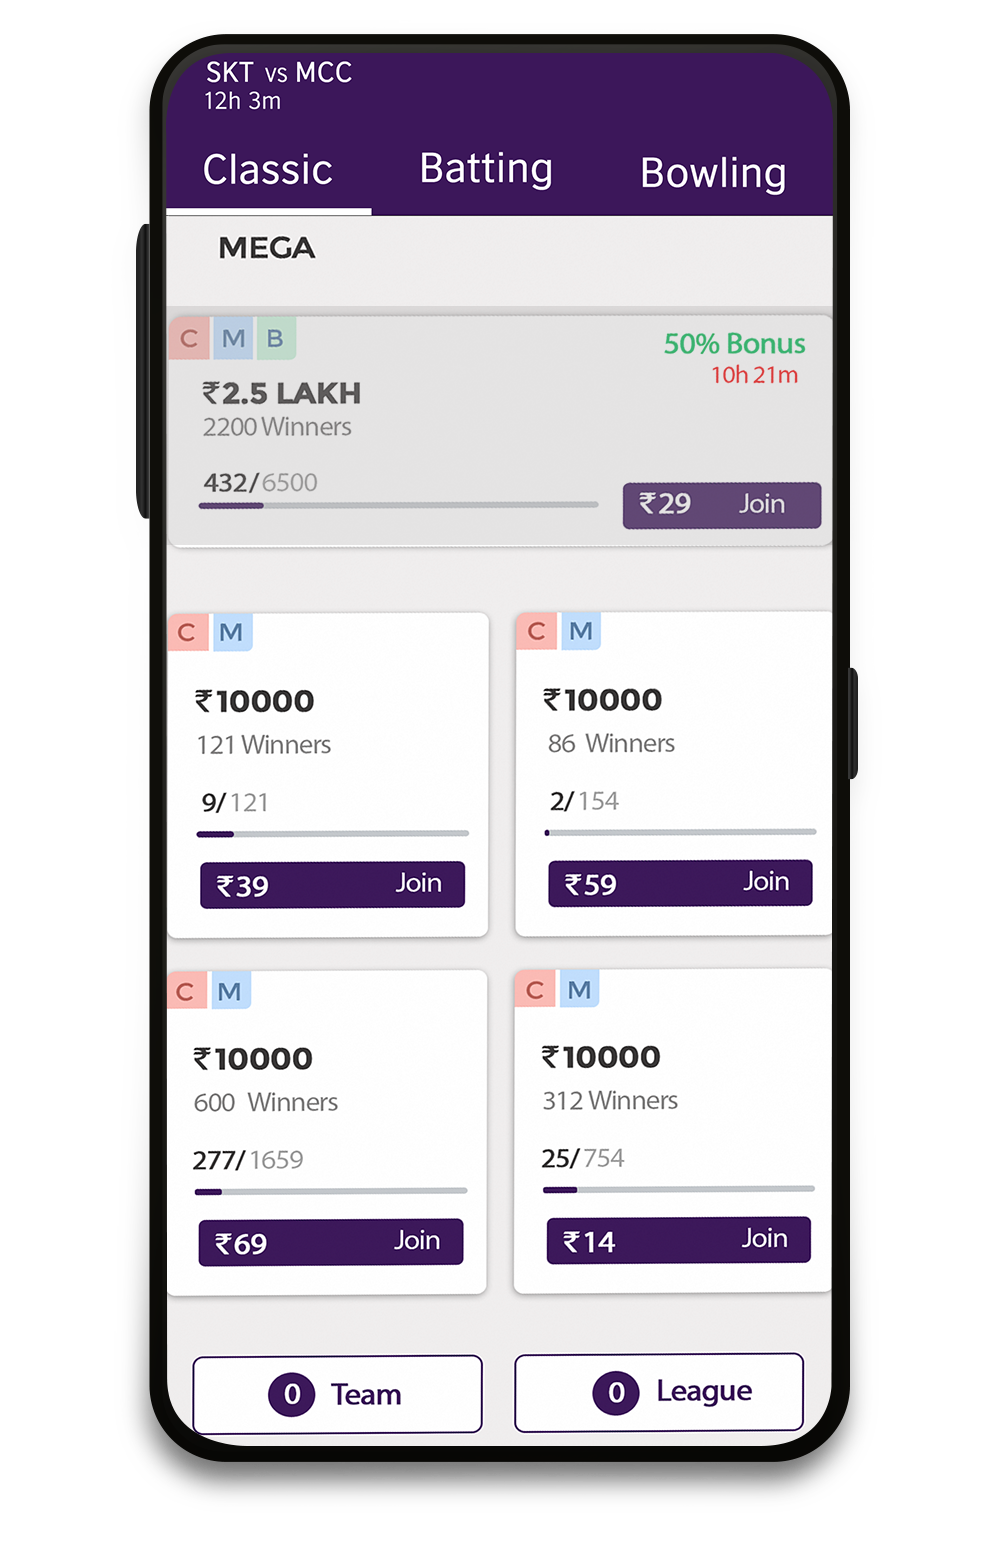 SKT vs MCC
12h 3m
Classic Batting Bowling
MEGA
C M B
50% Bonus
10h 21m
₹2.5 LAKH
2200 Winners
432/6500
₹29 Join
C M
₹10000
121 Winners
9/121
₹39 Join
C M
₹10000
86 Winners
2/154
₹59 Join
C M
₹10000
600 Winners
277/1659
₹69 Join
C M
₹10000
312 Winners
25/754
₹14 Join
0 Team
0 League